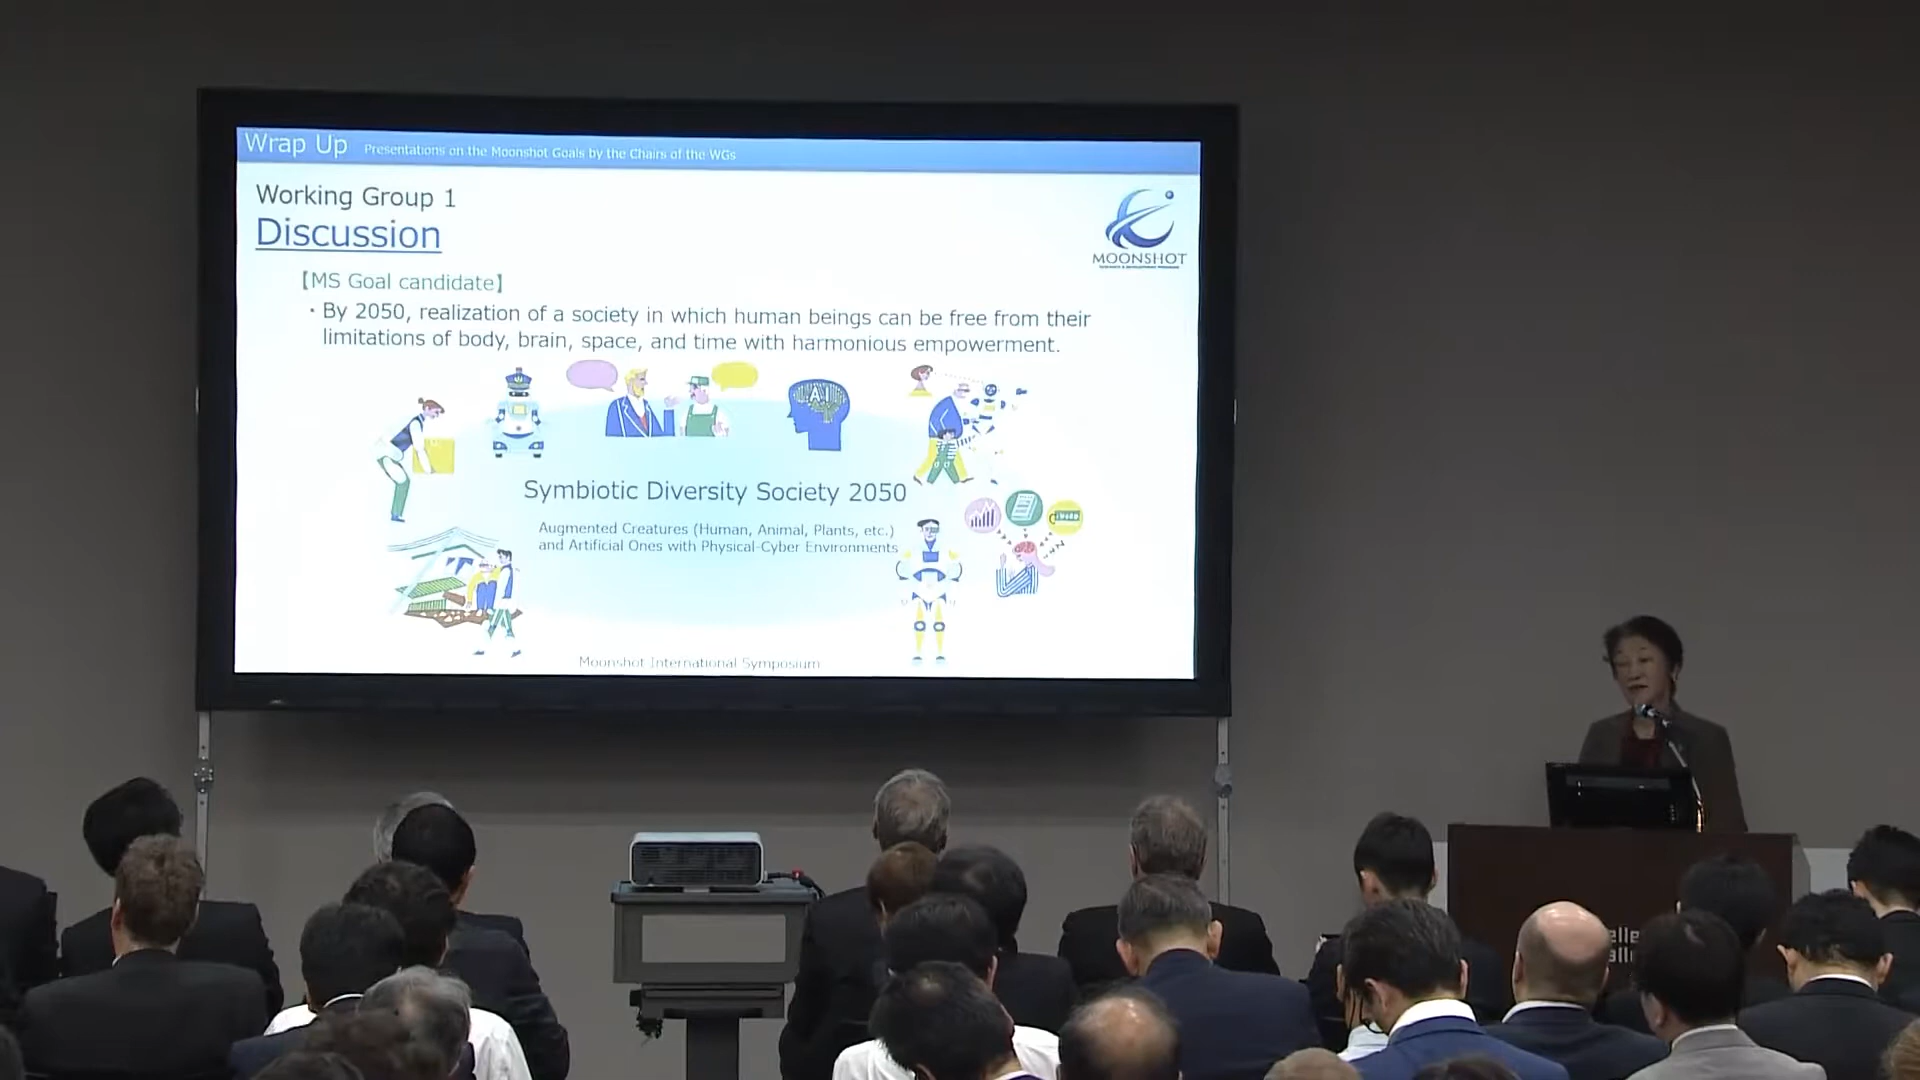 Wrap Up Presentations on the Moonshot Goals by the Chairs of the WGs
Working Group 1
Discussion
MOONSHOT
RESEARCH & DEVELOPMENT PROGRAM
【MS Goal candidate】
・By 2050, realization of a society in which human beings can be free from their
limitations of body, brain, space, and time with harmonious empowerment.
AI
Symbiotic Diversity Society 2050
Augmented Creatures (Human, Animal, Plants, etc.)
and Artificial Ones with Physical-Cyber Environments
Moonshot International Symposium